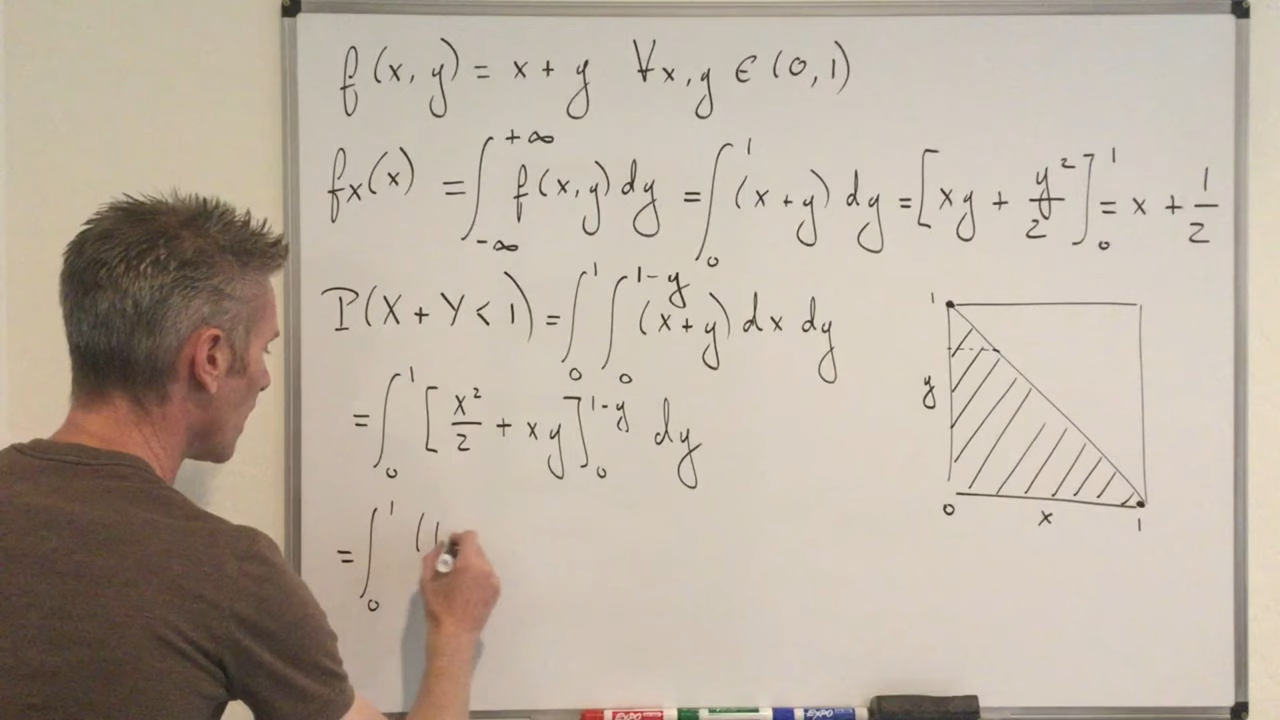 f(x,y) = x + y ∀x,y ∈ (0,1)
fx(x) = ∫_{-∞}^{+∞} f(x,y) dy = ∫_0^1 (x+y) dy = [xy + y²/2]_0^1 = x + 1/2
P(X+Y<1) = ∫_0^1 ∫_0^{1-y} (x+y) dx dy
= ∫_0^1 [x²/2 + xy]_0^{1-y} dy
= ∫_0^1 (1-
1
y
0 x 1